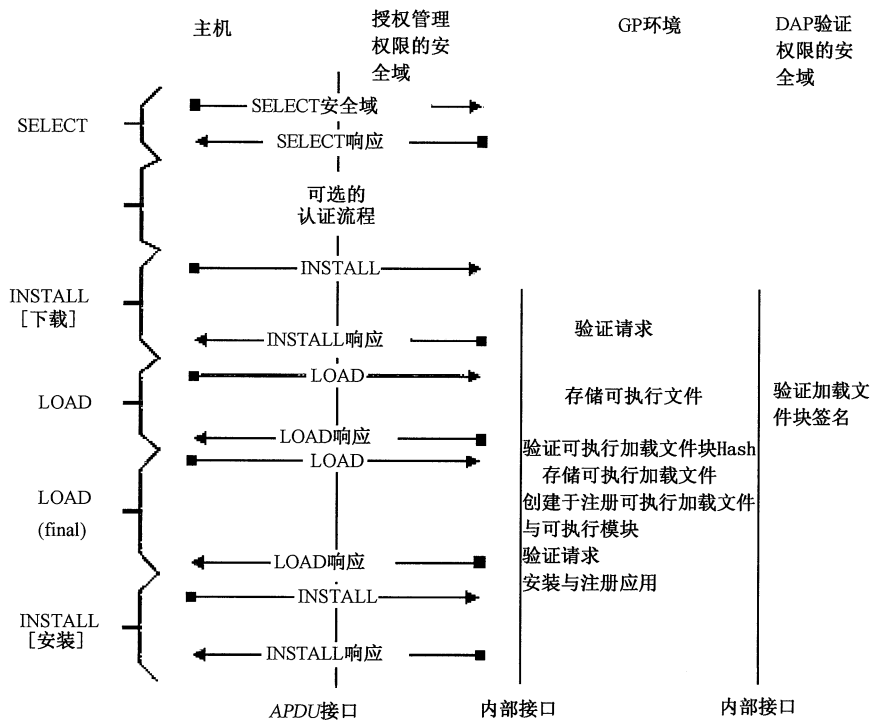 主机
授权管理
权限的安
全域
GP环境
DAP验证
权限的安
全域
SELECT
SELECT安全域
SELECT响应
可选的
认证流程
INSTALL
[下载]
INSTALL
INSTALL响应
验证请求
LOAD
LOAD
存储可执行文件
验证加载文
件块签名
LOAD响应
LOAD
(final)
LOAD
验证可执行加载文件块Hash
存储可执行加载文件
创建于注册可执行加载文件
与可执行模块
LOAD响应
验证请求
安装与注册应用
INSTALL
[安装]
INSTALL
INSTALL响应
APDU接口
内部接口
内部接口